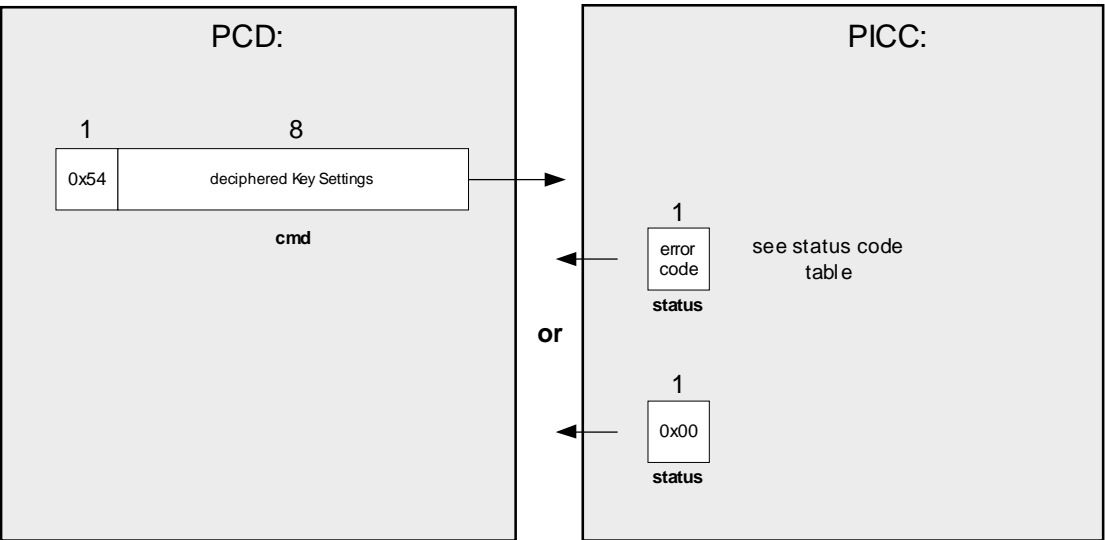 PCD:
PICC:
1
8
0x54
deciphered Key Settings
cmd
1
error
code
see status code
table
status
or
1
0x00
status